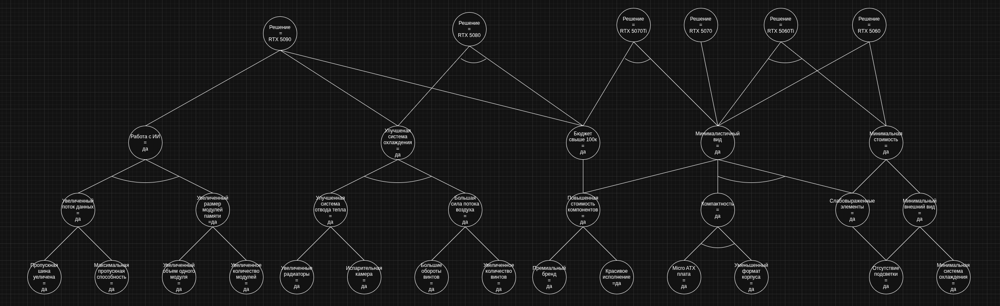 Решение
=
RTX 5090
Решение
=
RTX 5080
Решение
=
RTX 5070Ti
Решение
=
RTX 5070
Решение
=
RTX 5060Ti
Решение
=
RTX 5060
Работа с ИИ
=
да
Улучшеная
система
охлаждения
=
да
Бюджет
свыше 100к
=
да
Минималистичный
вид
=
да
Минимальная
стоимость
=
да
Увеличенный
поток данных
=
да
Увеличенный
размер
модулей
памяти
=да
Улучшенная
система
отвода тепла
=
да
Большая
сила потока
воздуха
=
да
Повышенная
стоимость
компонентов
=
да
Компактность
=
да
Слабовыраженные
элементы
=
да
Минимальный
внешний вид
=
да
Пропускная
шина
уеличена
=
да
Максимальная
пропускная
способность
=
да
Увеличенный
объем одного
модуля
=
да
Увеличенное
количество
модулей
=
да
Увеличенные
радиаторы
=
да
Испарительная
камера
=
да
Большие
обороты
винтов
=
да
Увеличенное
количество
винтов
=
да
Премиальный
бренд
=
да
Красивое
исполнение
=да
Micro ATX
плата
=
да
Уменьшенный
формат
корпуса
=
да
Отсутствие
подсветки
=
да
Минимальная
система
охлаждения
=
да